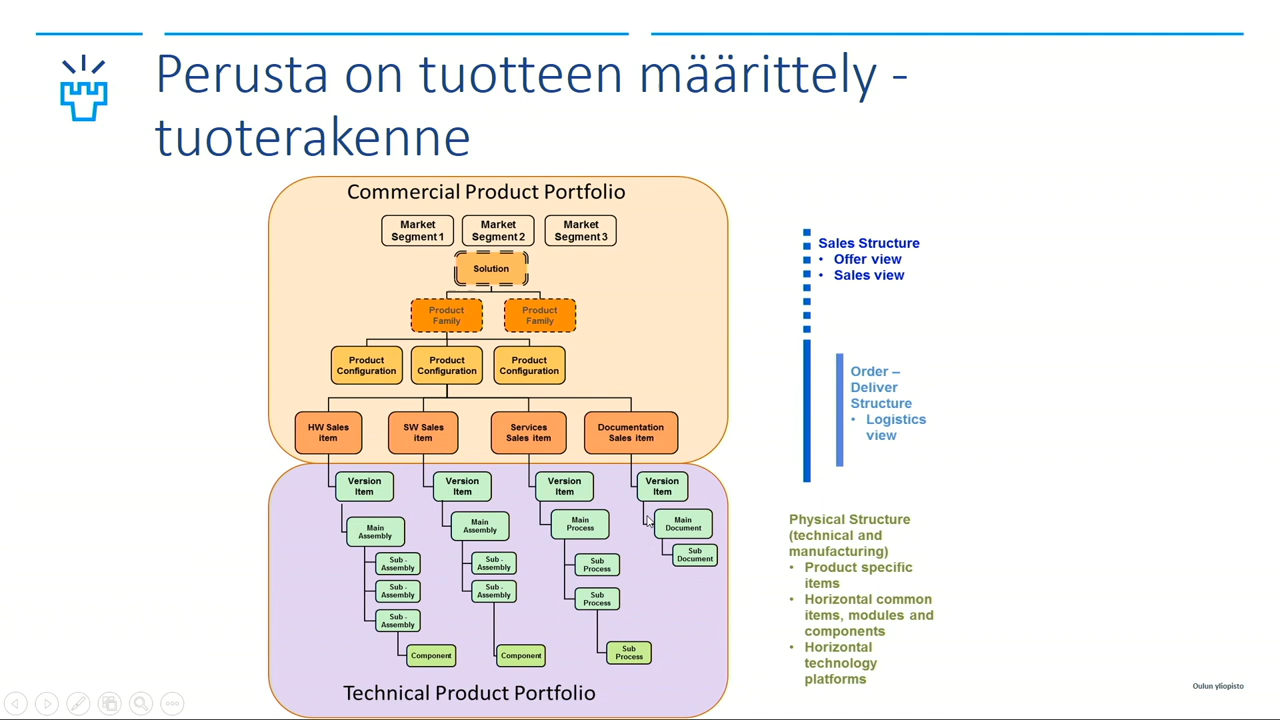 Perusta on tuotteen määrittely -
tuoterakenne
Commercial Product Portfolio
Market
Segment 1
Market
Segment 2
Market
Segment 3
Solution
Product
Family
Product
Family
Product
Configuration
Product
Configuration
Product
Configuration
HW Sales
item
SW Sales
item
Services
Sales item
Documentation
Sales item
Version
Item
Version
Item
Version
Item
Version
Item
Main
Assembly
Main
Assembly
Main
Process
Main
Document
Sub -
Assembly
Sub -
Assembly
Sub
Process
Sub
Document
Sub -
Assembly
Sub -
Assembly
Sub
Process
Sub -
Assembly
Component
Component
Sub
Process
Technical Product Portfolio
Sales Structure
• Offer view
• Sales view
Order –
Deliver
Structure
• Logistics
view
Physical Structure
(technical and
manufacturing)
• Product specific
items
• Horizontal common
items, modules and
components
• Horizontal
technology
platforms
Oulun yliopisto